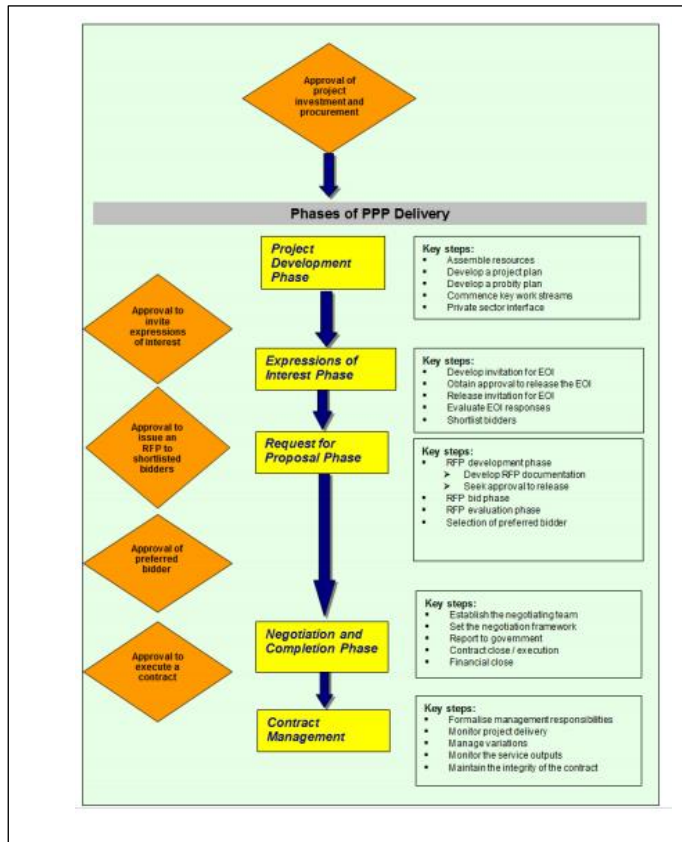 Approval of
project
investment and
procurement
Phases of PPP Delivery
Project
Development
Phase
Key steps:
▪ Assemble resources
▪ Develop a project plan
▪ Develop a probity plan
▪ Commence key work streams
▪ Private sector interface
Approval to
invite
expressions
of interest
Expressions of
Interest Phase
Key steps:
▪ Develop invitation for EOI
▪ Obtain approval to release the EOI
▪ Release invitation for EOI
▪ Evaluate EOI responses
▪ Shortlist bidders
Approval to
issue an
RFP to
shortlisted
bidders
Request for
Proposal Phase
Key steps:
▪ RFP development phase
➢ Develop RFP documentation
➢ Seek approval to release
▪ RFP bid phase
▪ RFP evaluation phase
▪ Selection of preferred bidder
Approval of
preferred
bidder
Negotiation and
Completion Phase
Key steps:
▪ Establish the negotiating team
▪ Set the negotiation framework
▪ Report to government
▪ Contract close / execution
▪ Financial close
Approval to
execute a
contract
Contract
Management
Key steps:
▪ Formalise management responsibilities
▪ Monitor project delivery
▪ Manage variations
▪ Monitor the service outputs
▪ Maintain the integrity of the contract